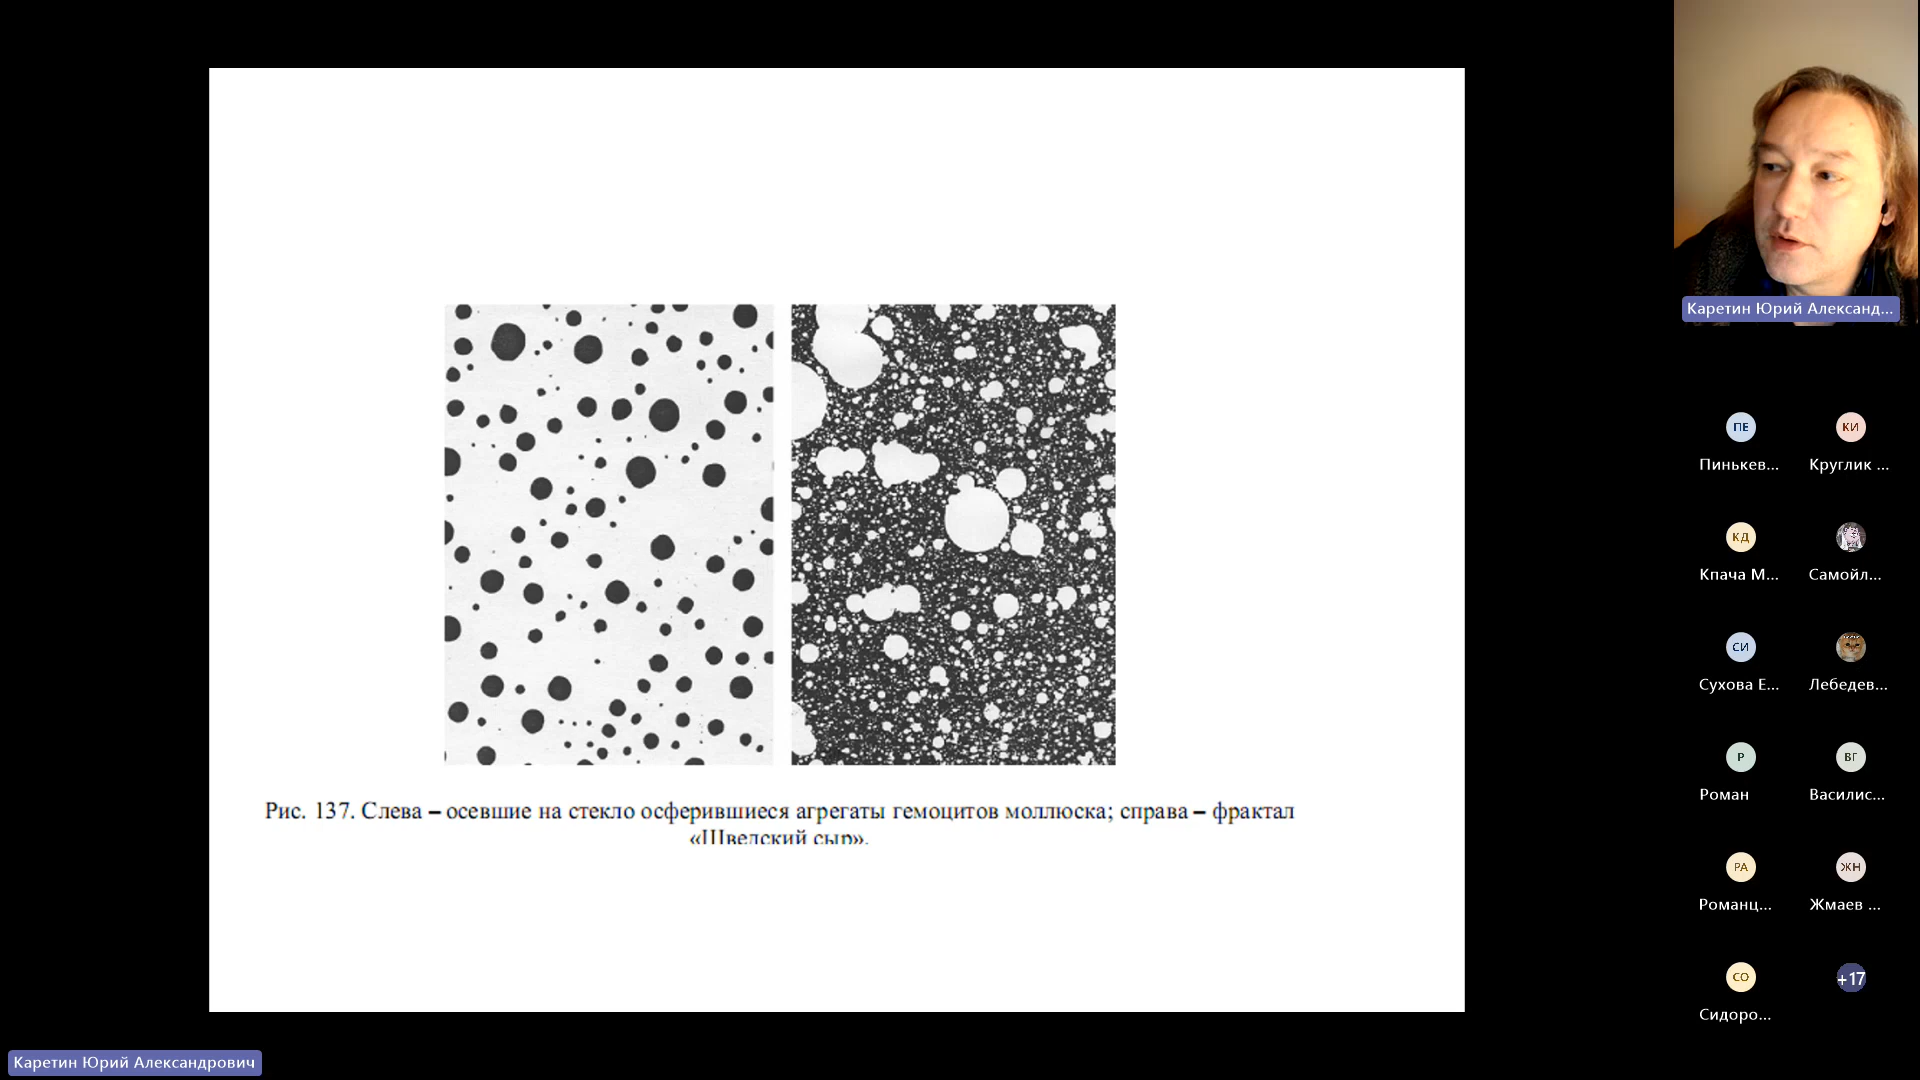 Рис. 137. Слева – осевшие на стекло осферившиеся агрегаты гемоцитов моллюска; справа – фрактал
«Шведский сыр».
Каретин Юрий Александ...
ПЕ
КИ
Пинькев...
Круглик ...
КД
Кпача М...
Самойл...
СИ
Сухова Е...
Лебедев...
Р
ВГ
Роман
Василис...
РА
ЖН
Романц...
Жмаев ...
СО
+17
Сидоро...
Каретин Юрий Александрович